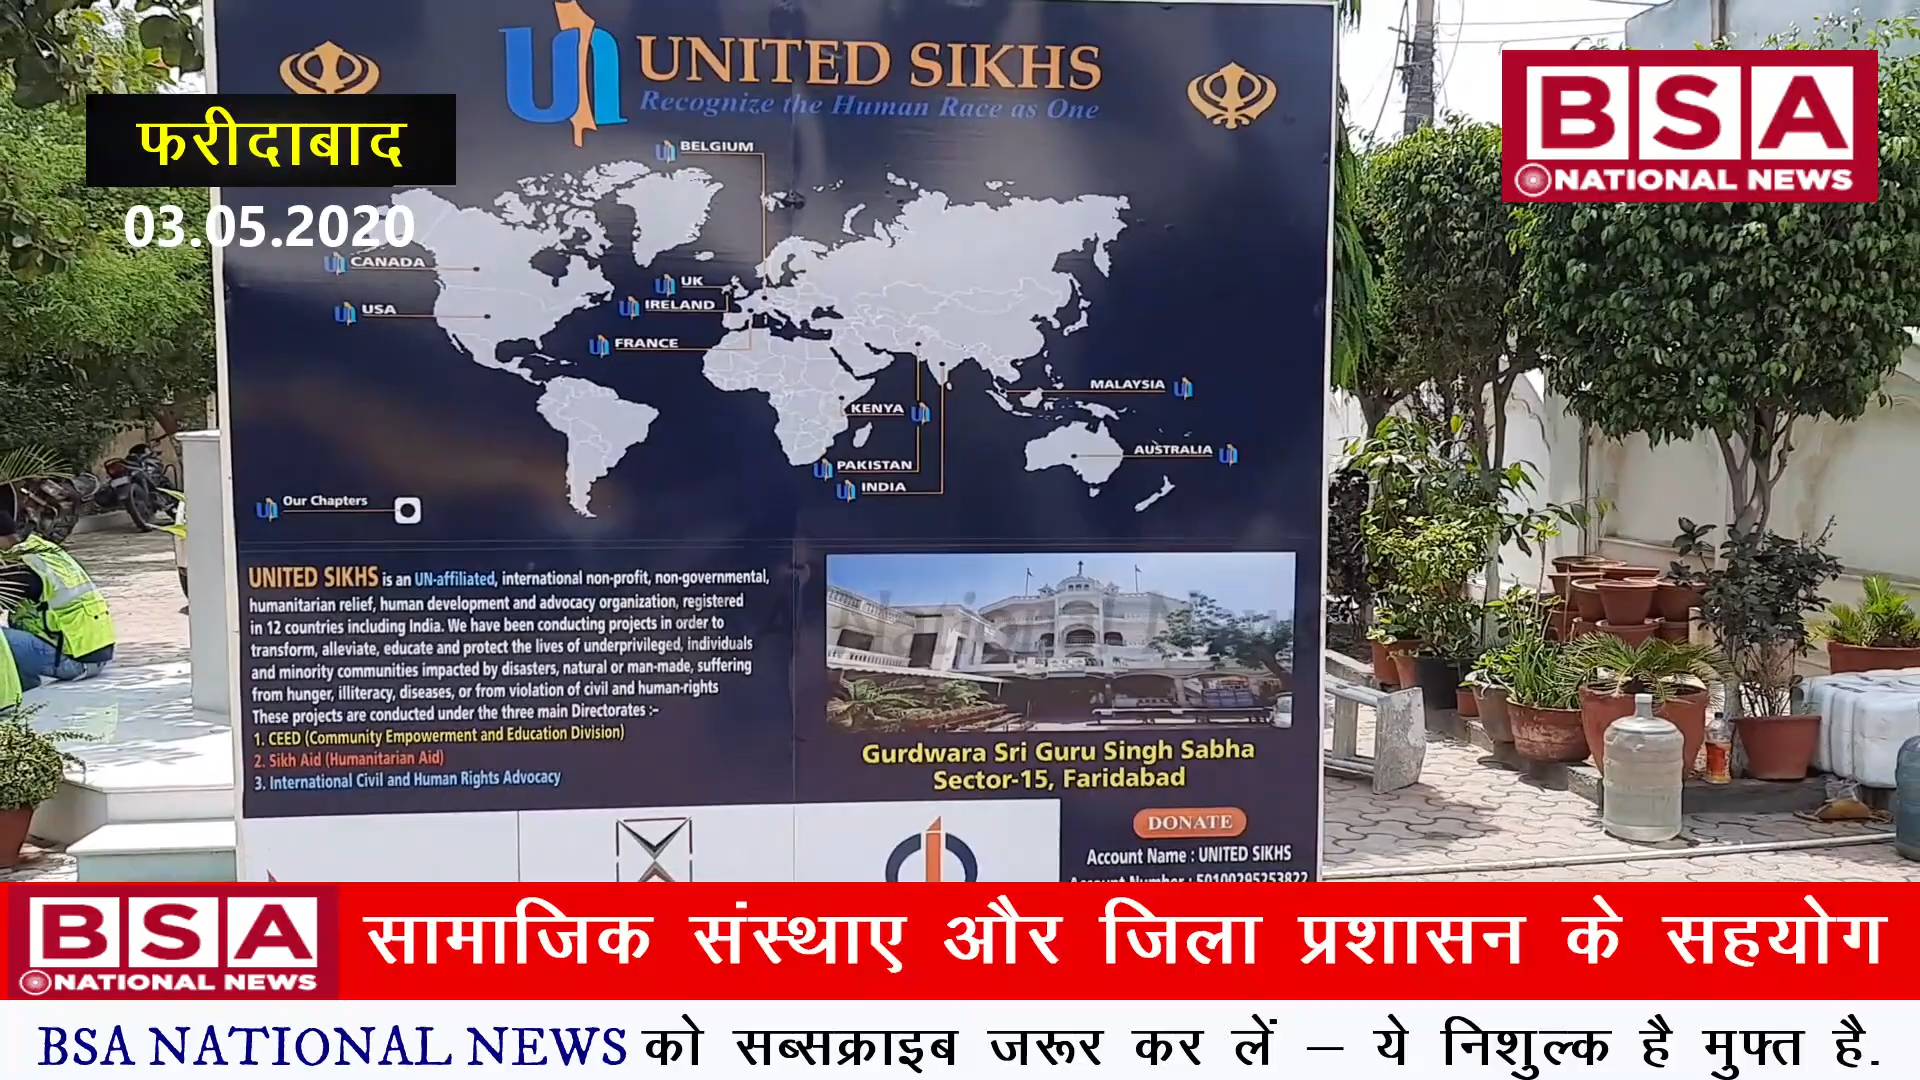 UNITED SIKHS
Recognize the Human Race as One
BSA
NATIONAL NEWS
फरीदाबाद
03.05.2020
BELGIUM
CANADA
UK
USA
IRELAND
FRANCE
MALAYSIA
KENYA
AUSTRALIA
PAKISTAN
INDIA
Our Chapters
UNITED SIKHS is an UN-affiliated, international non-profit, non-governmental,
humanitarian relief, human development and advocacy organization, registered
in 12 countries including India. We have been conducting projects in order to
transform, alleviate, educate and protect the lives of underprivileged, individuals
and minority communities impacted by disasters, natural or man-made, suffering
from hunger, illiteracy, diseases, or from violation of civil and human-rights
These projects are conducted under the three main Directorates :-
1. CEED (Community Empowerment and Education Division)
2. Sikh Aid (Humanitarian Aid)
3. International Civil and Human Rights Advocacy
Gurdwara Sri Guru Singh Sabha
Sector-15, Faridabad
DONATE
Account Name : UNITED SIKHS
Account Number : 50100295253822
BSA
NATIONAL NEWS
सामाजिक संस्थाए और जिला प्रशासन के सहयोग
BSA NATIONAL NEWS को सब्सक्राइब जरूर कर लें – ये निशुल्क है मुफ्त है.